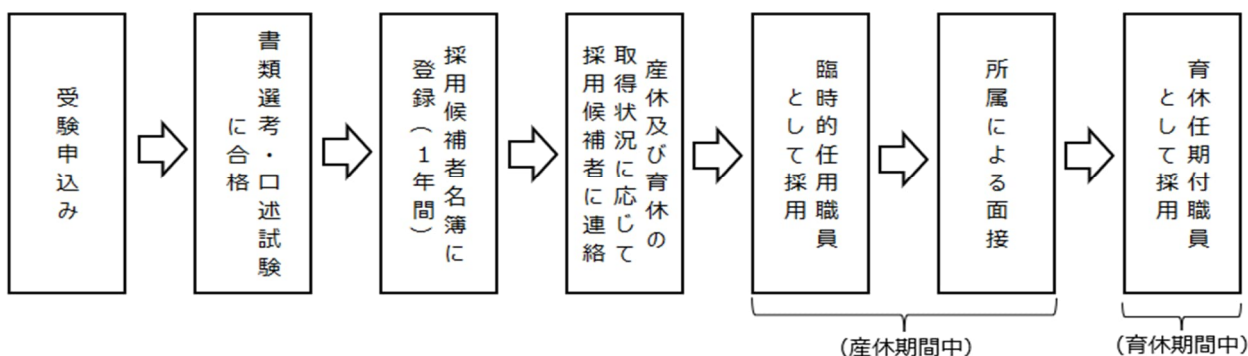 受験申込み
書類選考・口述試験
に合格
採用候補者名簿に
登録（１年間）
産休及び育休の
取得状況に応じて
採用候補者に連絡
臨時的任用職員
として採用
所属による面接
育休任期付職員
として採用
(産休期間中)
(育休期間中)